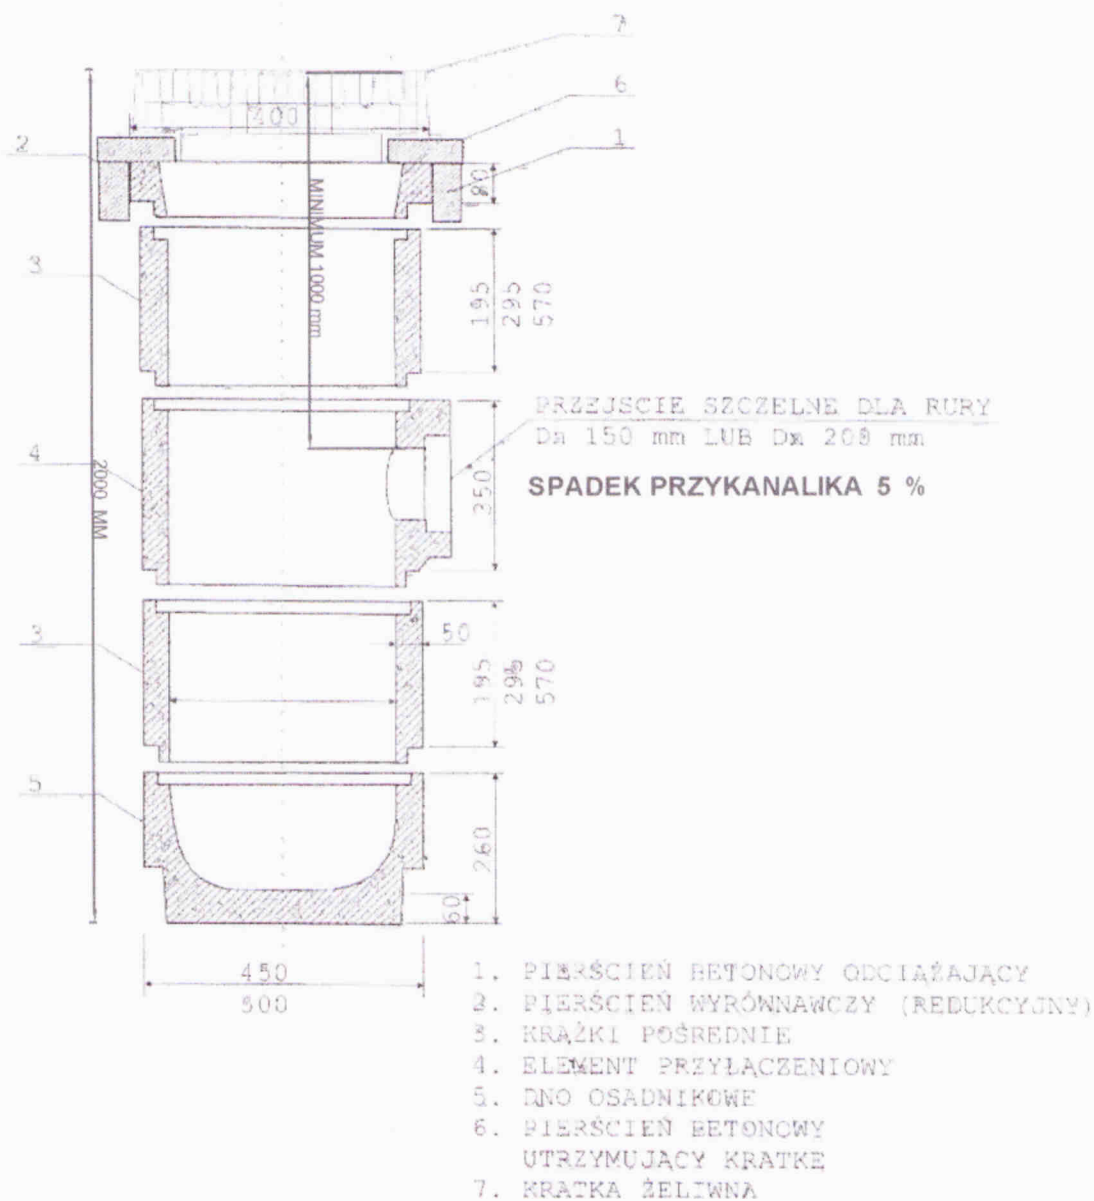 7
6
400
2
1
80
MINIMUM 1000 mm
3
195
295
570
PRZEJSCIE SZCZELNE DLA RURY
Dn 150 mm LUB Dn 200 mm
4
2000 MM
350
SPADEK PRZYKANALIKA 5 %
3
50
195
295
570
5
260
60
450
500
1. PIERŚCIEŃ BETONOWY ODCIĄŻAJĄCY
2. PIERŚCIEŃ WYRÓWNAWCZY (REDUKCYJNY)
3. KRĄŻKI POŚREDNIE
4. ELEMENT PRZYŁĄCZENIOWY
5. DNO OSADNIKOWE
6. PIERŚCIEŃ BETONOWY
UTRZYMUJĄCY KRATKE
7. KRATKA ŻELIWNA